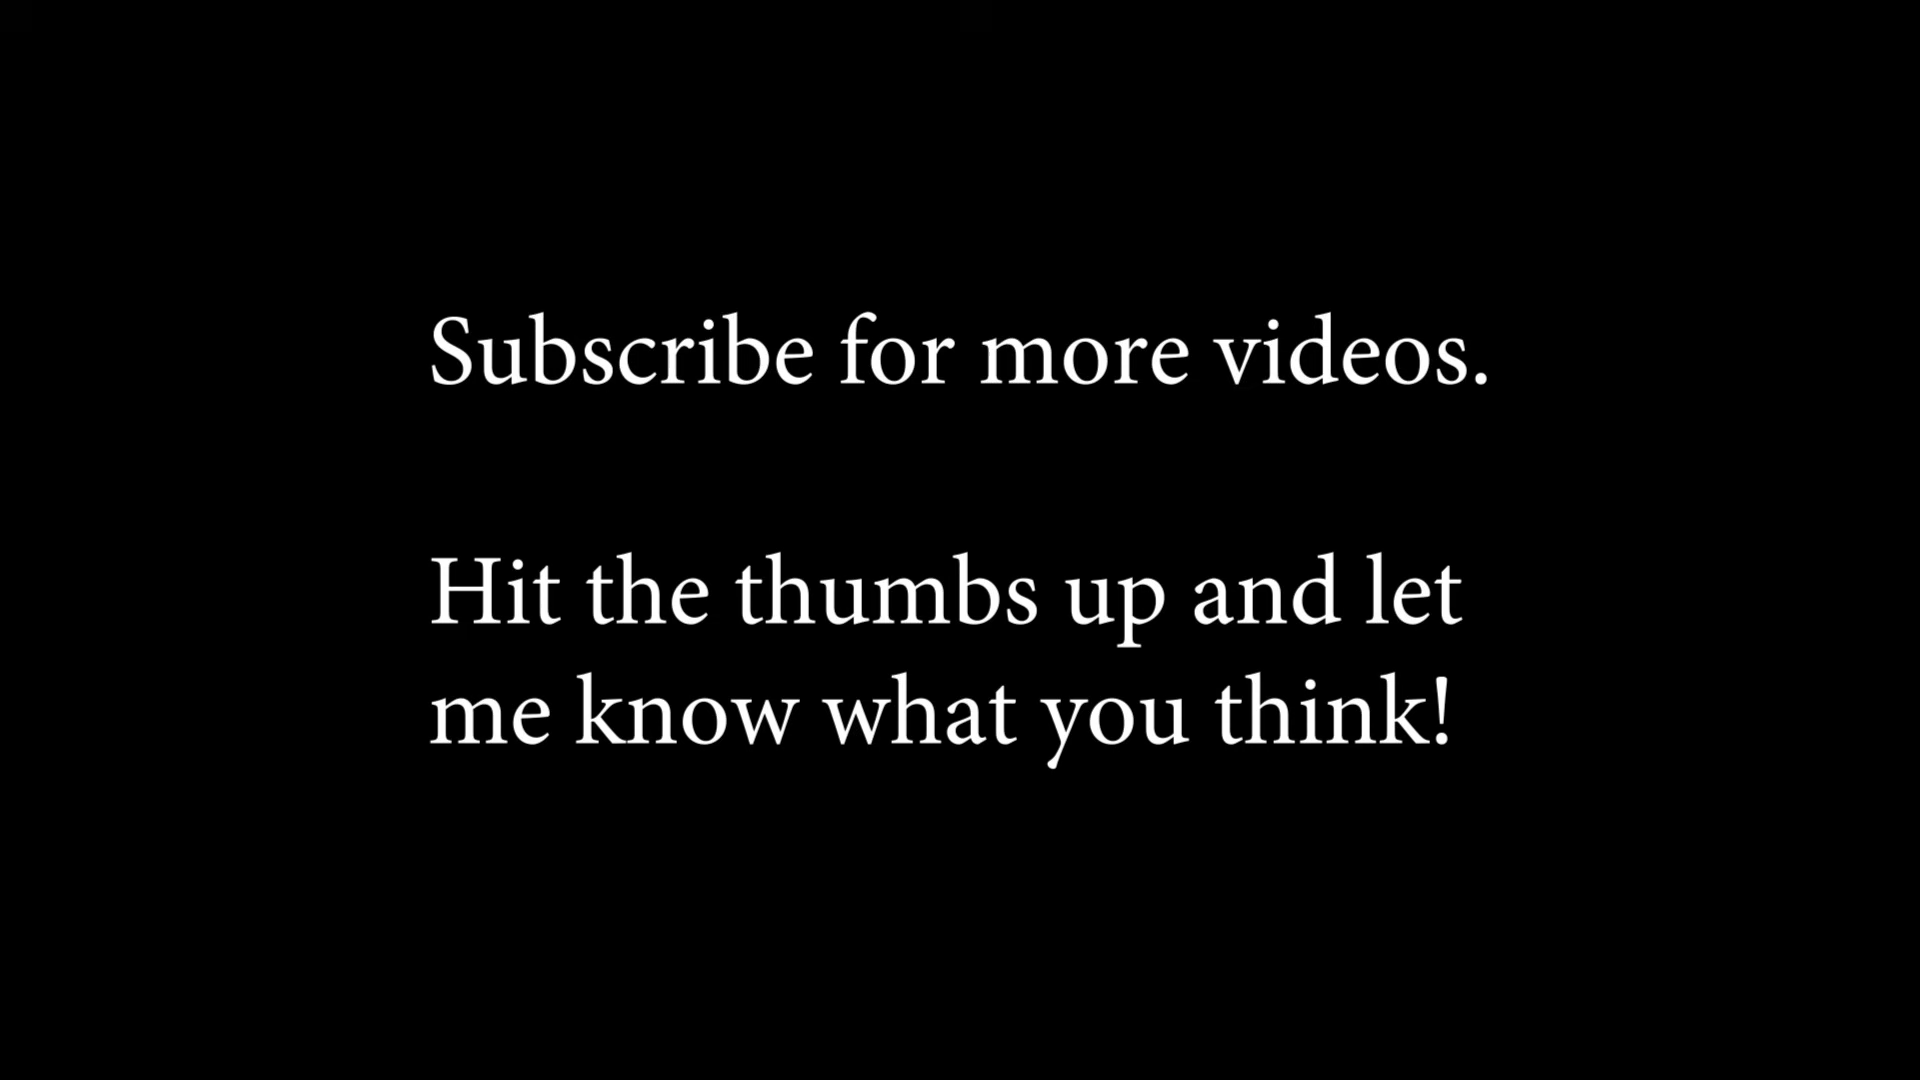 Subscribe for more videos.
Hit the thumbs up and let
me know what you think!